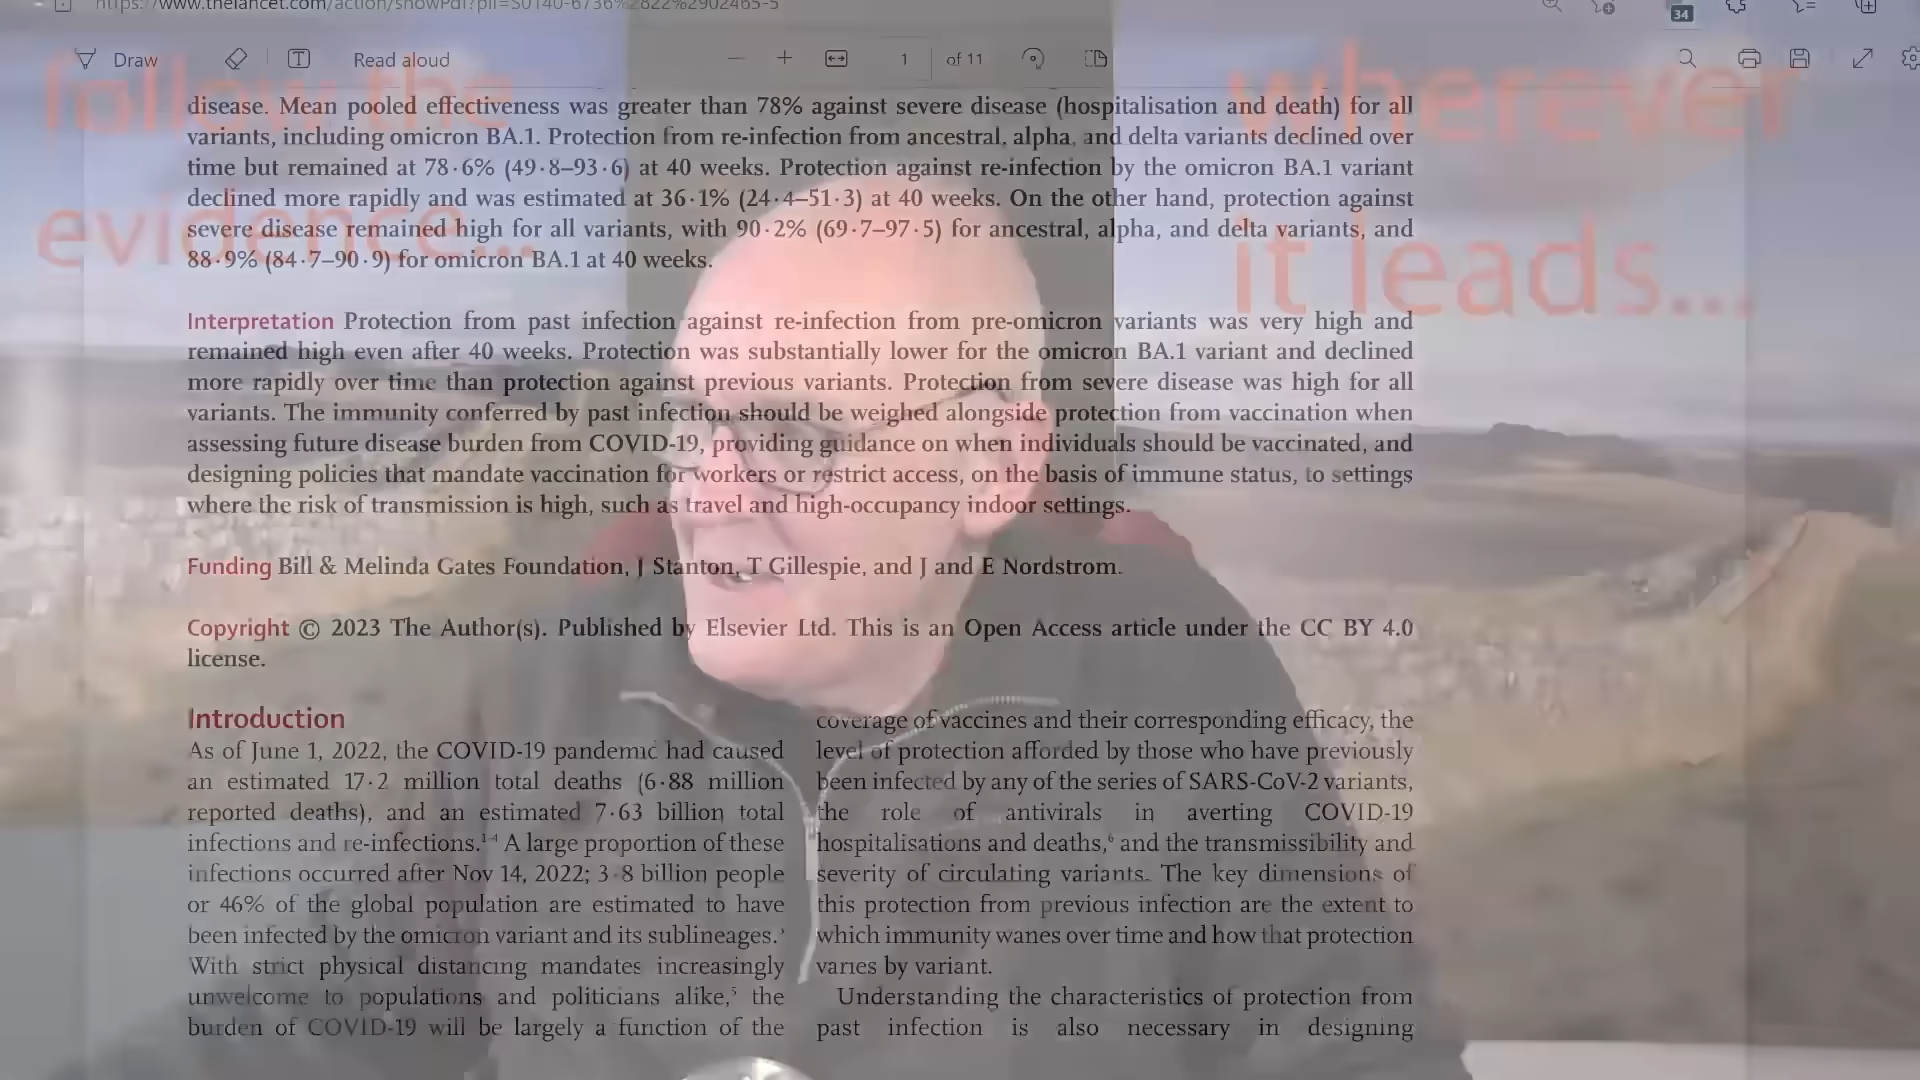 https://www.thelancet.com/action/showPdf?pii=S0140-6736%2822%2902465-5
34
Draw
T
Read aloud
1
of 11
follow the
evidence...
wherever
it leads...
disease. Mean pooled effectiveness was greater than 78% against severe disease (hospitalisation and death) for all
variants, including omicron BA.1. Protection from re-infection from ancestral, alpha, and delta variants declined over
time but remained at 78·6% (49·8–93·6) at 40 weeks. Protection against re-infection by the omicron BA.1 variant
declined more rapidly and was estimated at 36·1% (24·4–51·3) at 40 weeks. On the other hand, protection against
severe disease remained high for all variants, with 90·2% (69·7–97·5) for ancestral, alpha, and delta variants, and
88·9% (84·7–90·9) for omicron BA.1 at 40 weeks.
Interpretation Protection from past infection against re-infection from pre-omicron variants was very high and
remained high even after 40 weeks. Protection was substantially lower for the omicron BA.1 variant and declined
more rapidly over time than protection against previous variants. Protection from severe disease was high for all
variants. The immunity conferred by past infection should be weighed alongside protection from vaccination when
assessing future disease burden from COVID-19, providing guidance on when individuals should be vaccinated, and
designing policies that mandate vaccination for workers or restrict access, on the basis of immune status, to settings
where the risk of transmission is high, such as travel and high-occupancy indoor settings.
Funding Bill & Melinda Gates Foundation, J Stanton, T Gillespie, and J and E Nordstrom.
Copyright © 2023 The Author(s). Published by Elsevier Ltd. This is an Open Access article under the CC BY 4.0
license.
Introduction
As of June 1, 2022, the COVID-19 pandemic had caused
an estimated 17·2 million total deaths (6·88 million
reported deaths), and an estimated 7·63 billion total
infections and re-infections.¹⁻⁴ A large proportion of these
infections occurred after Nov 14, 2022; 3·8 billion people
or 46% of the global population are estimated to have
been infected by the omicron variant and its sublineages.
With strict physical distancing mandates increasingly
unwelcome to populations and politicians alike,⁵ the
burden of COVID-19 will be largely a function of the
coverage of vaccines and their corresponding efficacy, the
level of protection afforded by those who have previously
been infected by any of the series of SARS-CoV-2 variants,
the role of antivirals in averting COVID-19
hospitalisations and deaths,⁶ and the transmissibility and
severity of circulating variants. The key dimensions of
this protection from previous infection are the extent to
which immunity wanes over time and how that protection
varies by variant.
Understanding the characteristics of protection from
past infection is also necessary in designing